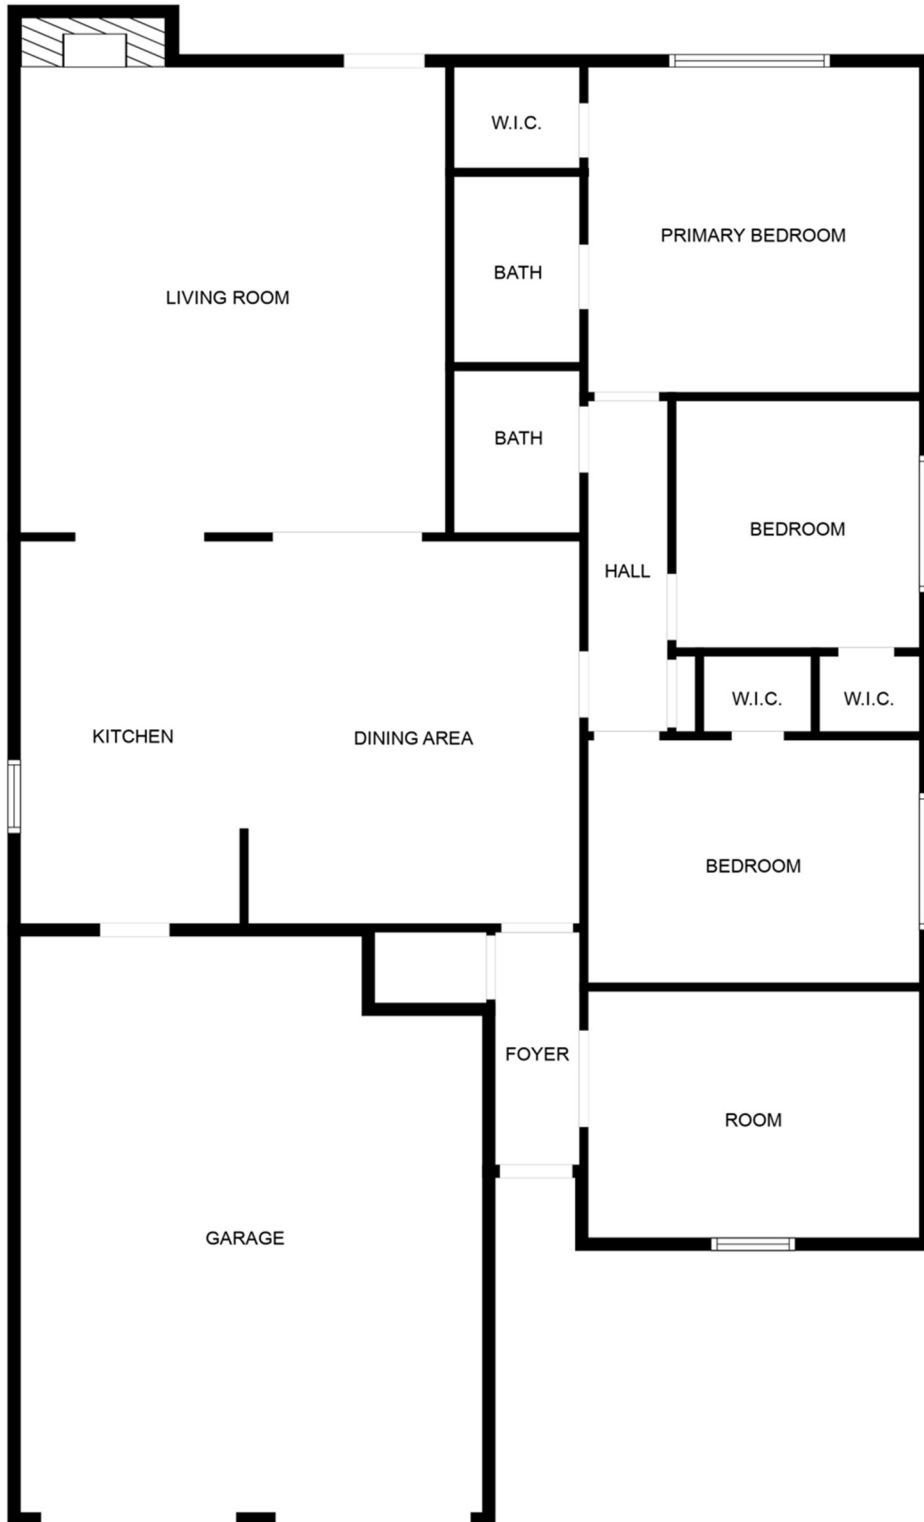 W.I.C.
PRIMARY BEDROOM
BATH
LIVING ROOM
BATH
BEDROOM
HALL
W.I.C.
W.I.C.
KITCHEN
DINING AREA
BEDROOM
FOYER
ROOM
GARAGE